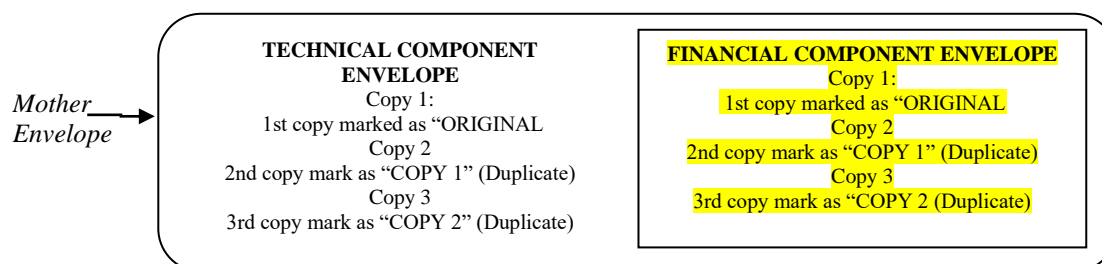 Mother
Envelope
TECHNICAL COMPONENT
ENVELOPE
Copy 1:
1st copy marked as “ORIGINAL
Copy 2
2nd copy mark as “COPY 1” (Duplicate)
Copy 3
3rd copy mark as “COPY 2” (Duplicate)
FINANCIAL COMPONENT ENVELOPE
Copy 1:
1st copy marked as “ORIGINAL
Copy 2
2nd copy mark as “COPY 1” (Duplicate)
Copy 3
3rd copy mark as “COPY 2 (Duplicate)